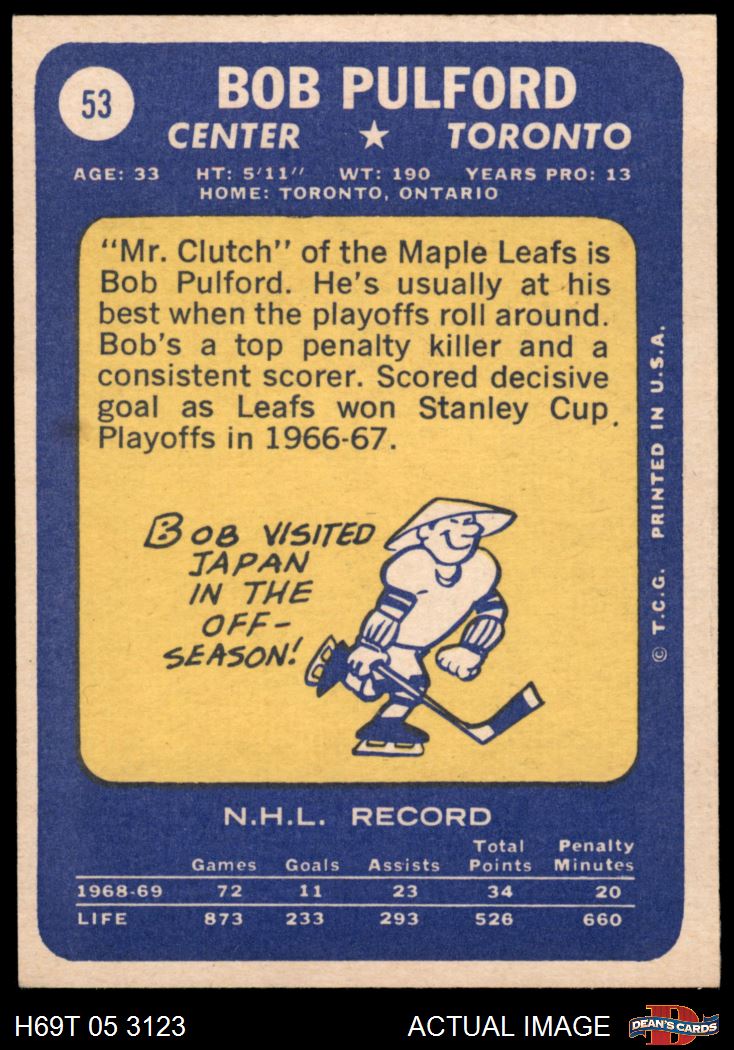 53
BOB PULFORD
CENTER ★ TORONTO
AGE: 33 HT: 5'11" WT: 190 YEARS PRO: 13
HOME: TORONTO, ONTARIO
"Mr. Clutch" of the Maple Leafs is
Bob Pulford. He's usually at his
best when the playoffs roll around.
Bob's a top penalty killer and a
consistent scorer. Scored decisive
goal as Leafs won Stanley Cup
Playoffs in 1966-67.
BOB VISITED
JAPAN
IN THE
OFF-
SEASON!
© T.C.G. PRINTED IN U.S.A.
N.H.L. RECORD
Games Goals Assists Total Points Penalty Minutes
1968-69 72 11 23 34 20
LIFE 873 233 293 526 660
H69T 05 3123 ACTUAL IMAGE D DEAN'S CARDS